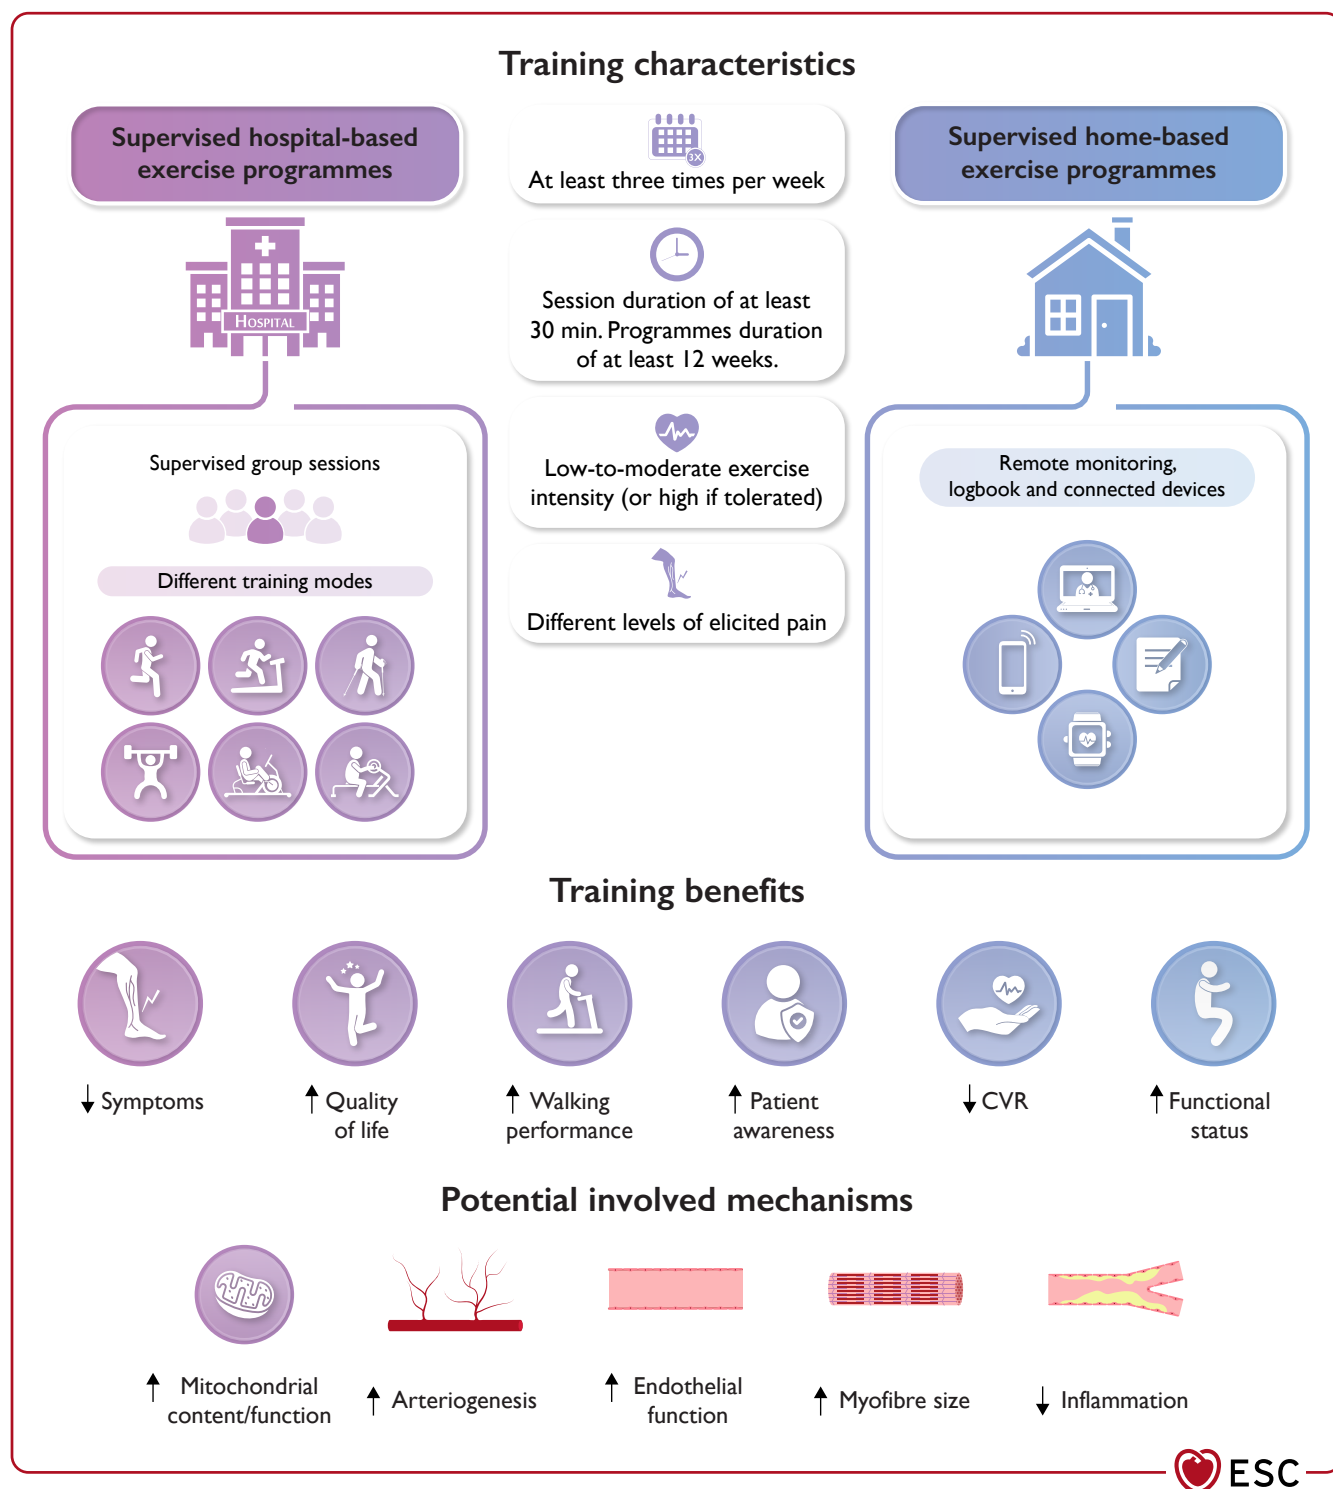 Training characteristics
Supervised hospital-based
exercise programmes
HOSPITAL
Supervised group sessions
Different training modes
3X
At least three times per week
Session duration of at least
30 min. Programmes duration
of at least 12 weeks.
Low-to-moderate exercise
intensity (or high if tolerated)
Different levels of elicited pain
Supervised home-based
exercise programmes
Remote monitoring,
logbook and connected devices
Training benefits
↓ Symptoms
↑ Quality
of life
↑ Walking
performance
↑ Patient
awareness
↓ CVR
↑ Functional
status
Potential involved mechanisms
↑ Mitochondrial
content/function
↑ Arteriogenesis
↑ Endothelial
function
↑ Myofibre size
↓ Inflammation
ESC